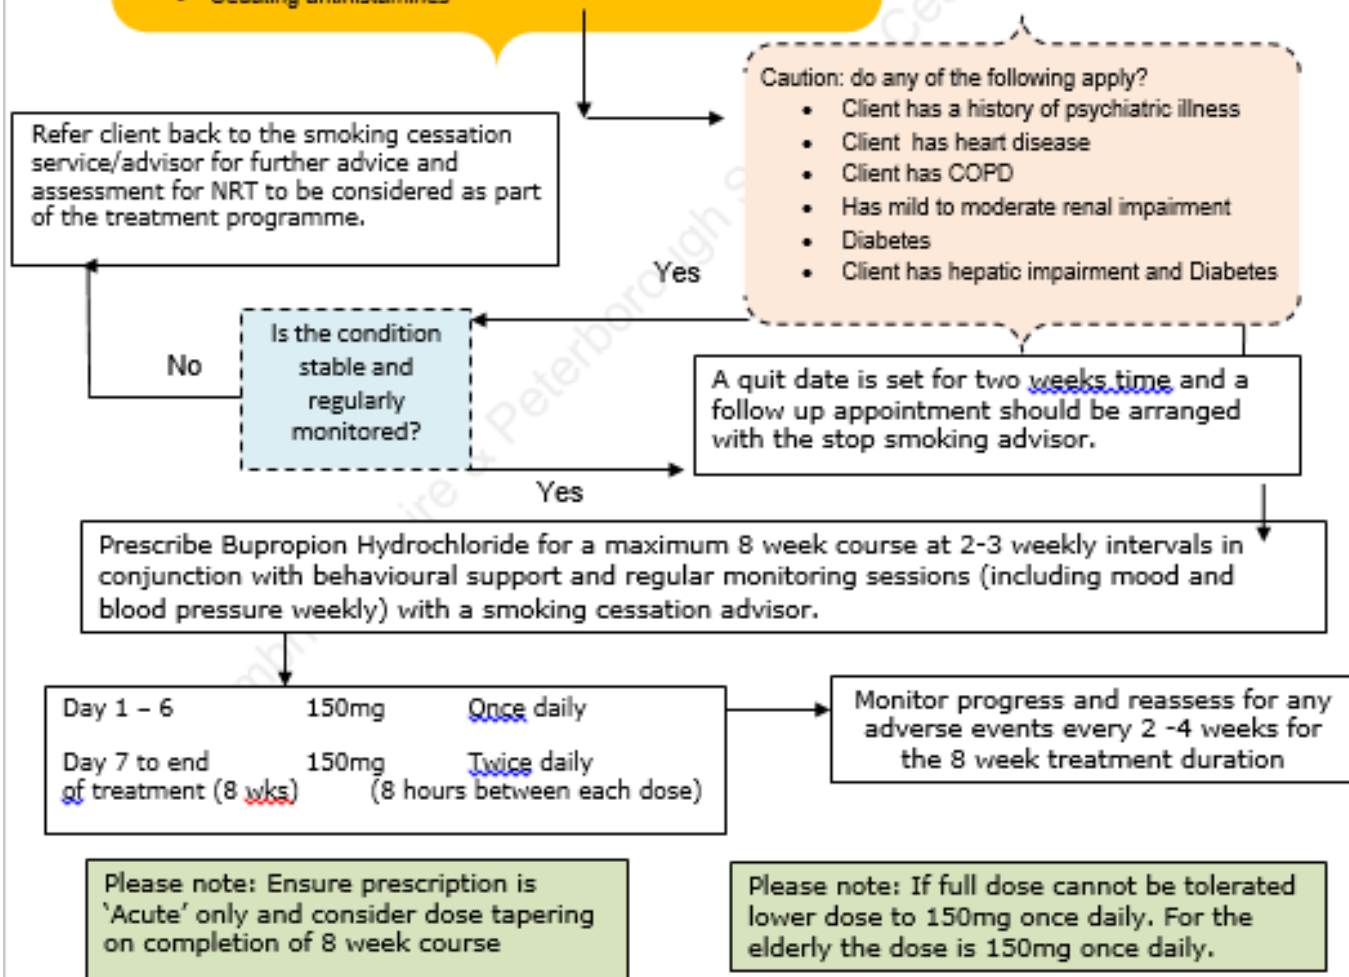 • Sedating antihistamines
Caution: do any of the following apply?
• Client has a history of psychiatric illness
• Client has heart disease
• Client has COPD
• Has mild to moderate renal impairment
• Diabetes
• Client has hepatic impairment and Diabetes
Refer client back to the smoking cessation
service/advisor for further advice and
assessment for NRT to be considered as part
of the treatment programme.
Yes
Is the condition
stable and
regularly
monitored?
No
A quit date is set for two weeks time and a
follow up appointment should be arranged
with the stop smoking advisor.
Yes
Prescribe Bupropion Hydrochloride for a maximum 8 week course at 2-3 weekly intervals in
conjunction with behavioural support and regular monitoring sessions (including mood and
blood pressure weekly) with a smoking cessation advisor.
Day 1 – 6 150mg Once daily
Day 7 to end 150mg Twice daily
of treatment (8 wks) (8 hours between each dose)
Monitor progress and reassess for any
adverse events every 2 -4 weeks for
the 8 week treatment duration
Please note: Ensure prescription is
‘Acute’ only and consider dose tapering
on completion of 8 week course
Please note: If full dose cannot be tolerated
lower dose to 150mg once daily. For the
elderly the dose is 150mg once daily.
& Peterborough